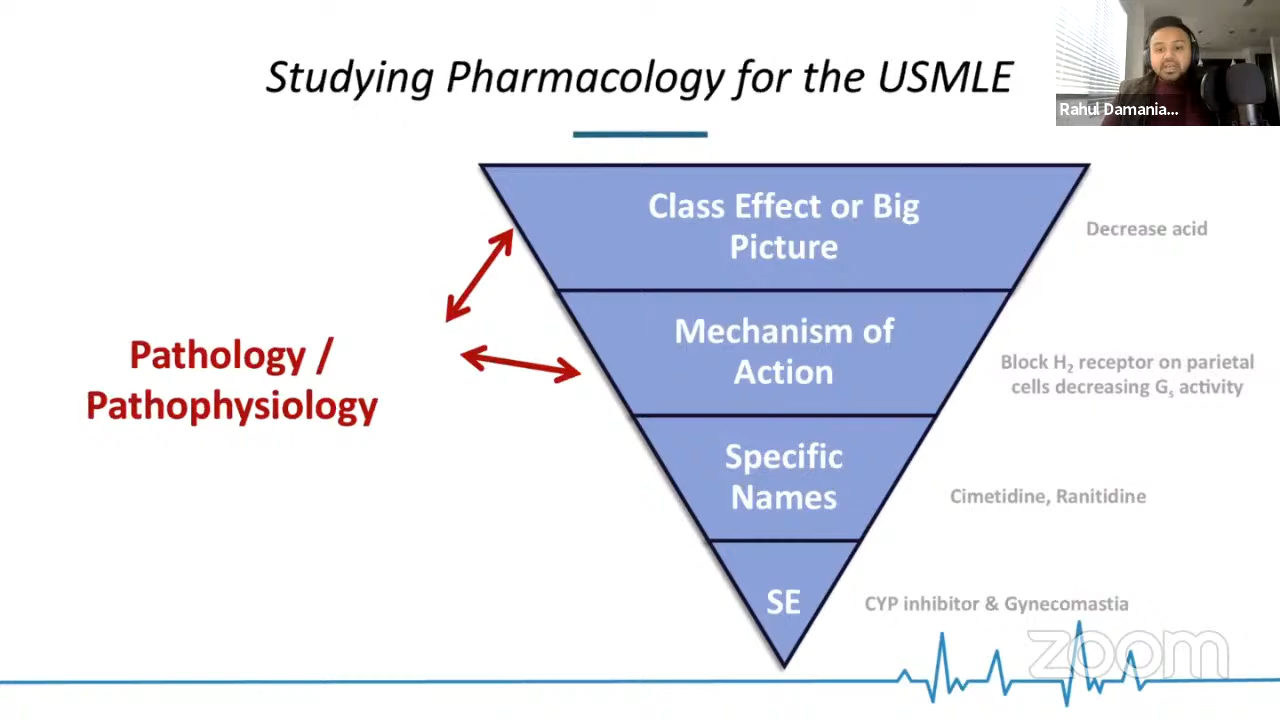 Studying Pharmacology for the USMLE
Rahul Damania...
Class Effect or Big
Picture
Decrease acid
Mechanism of
Action
Block H₂ receptor on parietal
cells decreasing Gₛ activity
Pathology /
Pathophysiology
Specific
Names
Cimetidine, Ranitidine
SE
CYP inhibitor & Gynecomastia
zoom